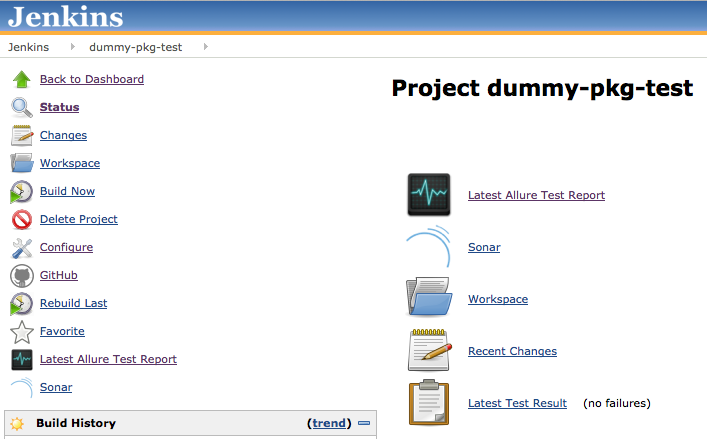 Jenkins
Jenkins dummy-pkg-test
Back to Dashboard
Status
Changes
Workspace
Build Now
Delete Project
Configure
GitHub
Rebuild Last
Favorite
Latest Allure Test Report
Sonar
Build History (trend)
Project dummy-pkg-test
Latest Allure Test Report
Sonar
Workspace
Recent Changes
Latest Test Result (no failures)